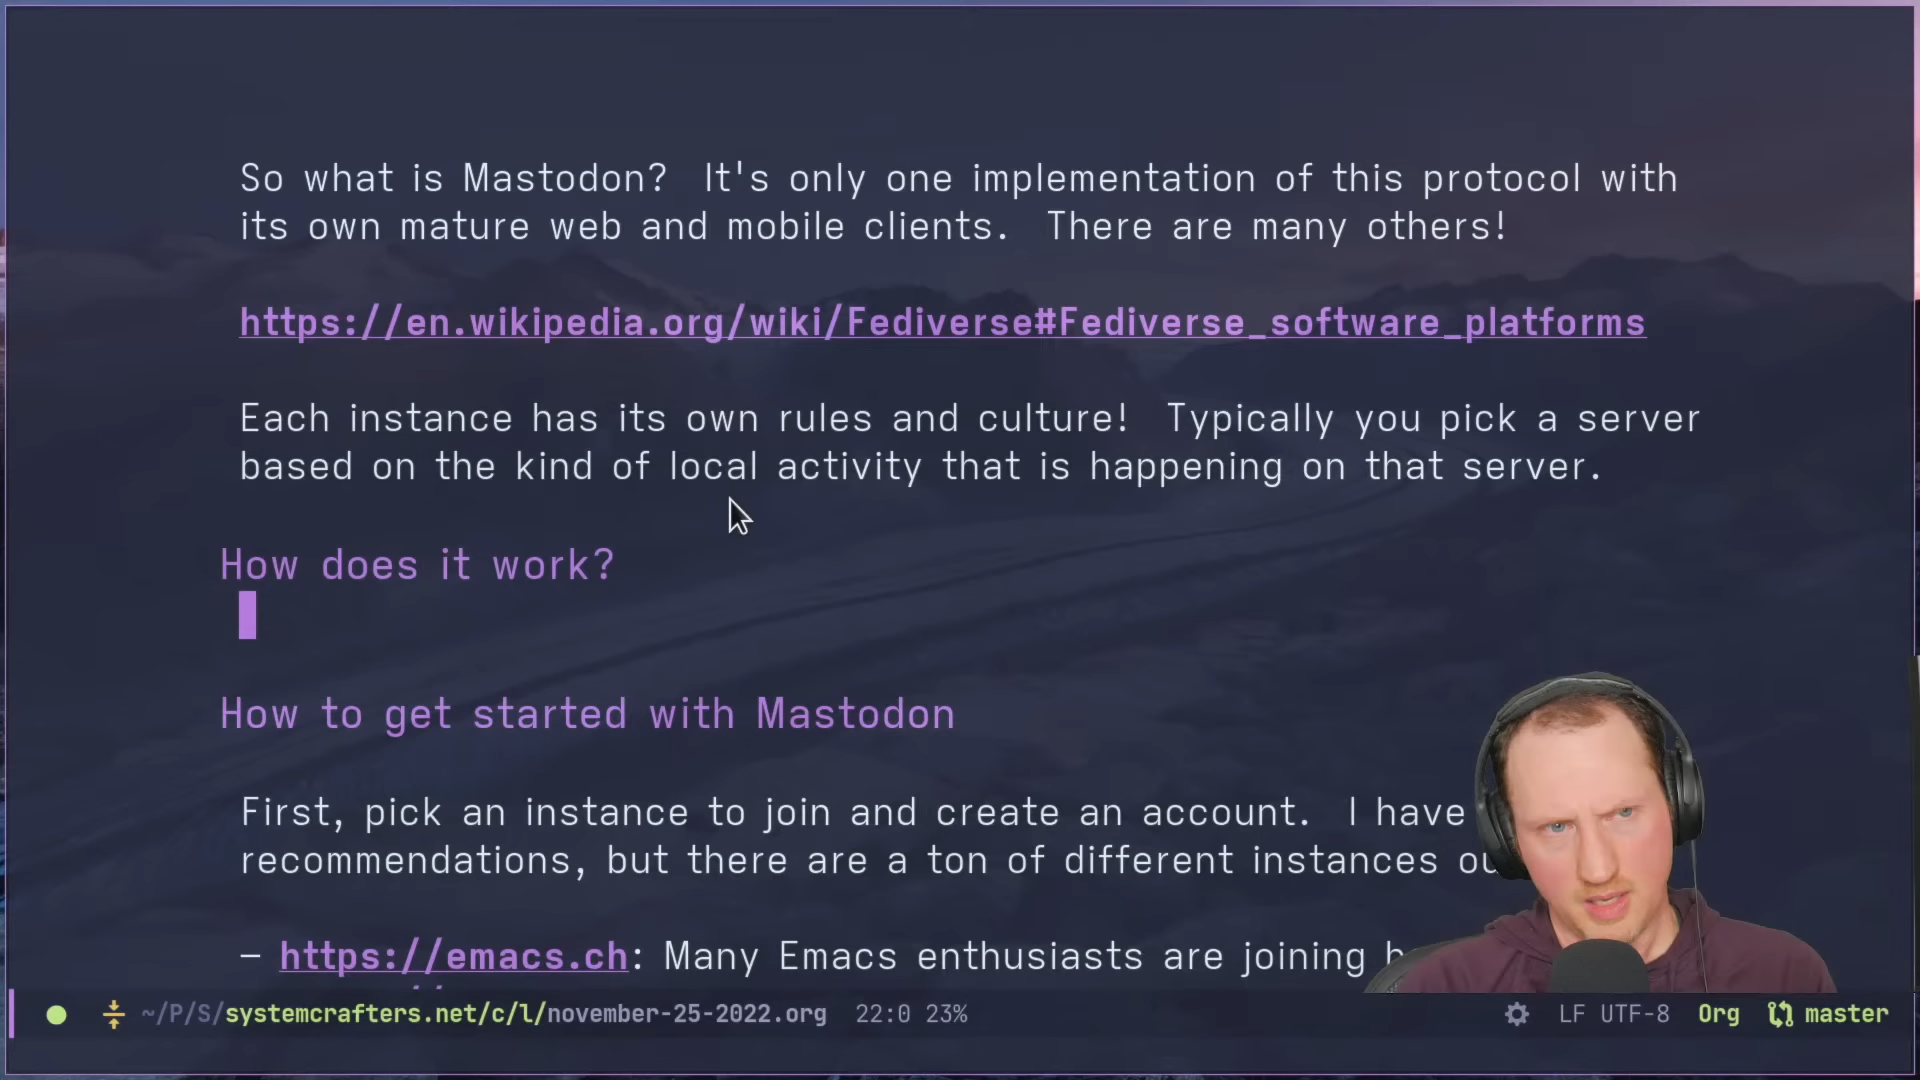 So what is Mastodon?  It's only one implementation of this protocol with
its own mature web and mobile clients.  There are many others!
https://en.wikipedia.org/wiki/Fediverse#Fediverse_software_platforms
Each instance has its own rules and culture!  Typically you pick a server
based on the kind of local activity that is happening on that server.
How does it work?
How to get started with Mastodon
First, pick an instance to join and create an account.  I have
recommendations, but there are a ton of different instances
– https://emacs.ch: Many Emacs enthusiasts are joining
~/P/S/systemcrafters.net/c/l/november-25-2022.org 22:0 23% LF UTF-8 Org master